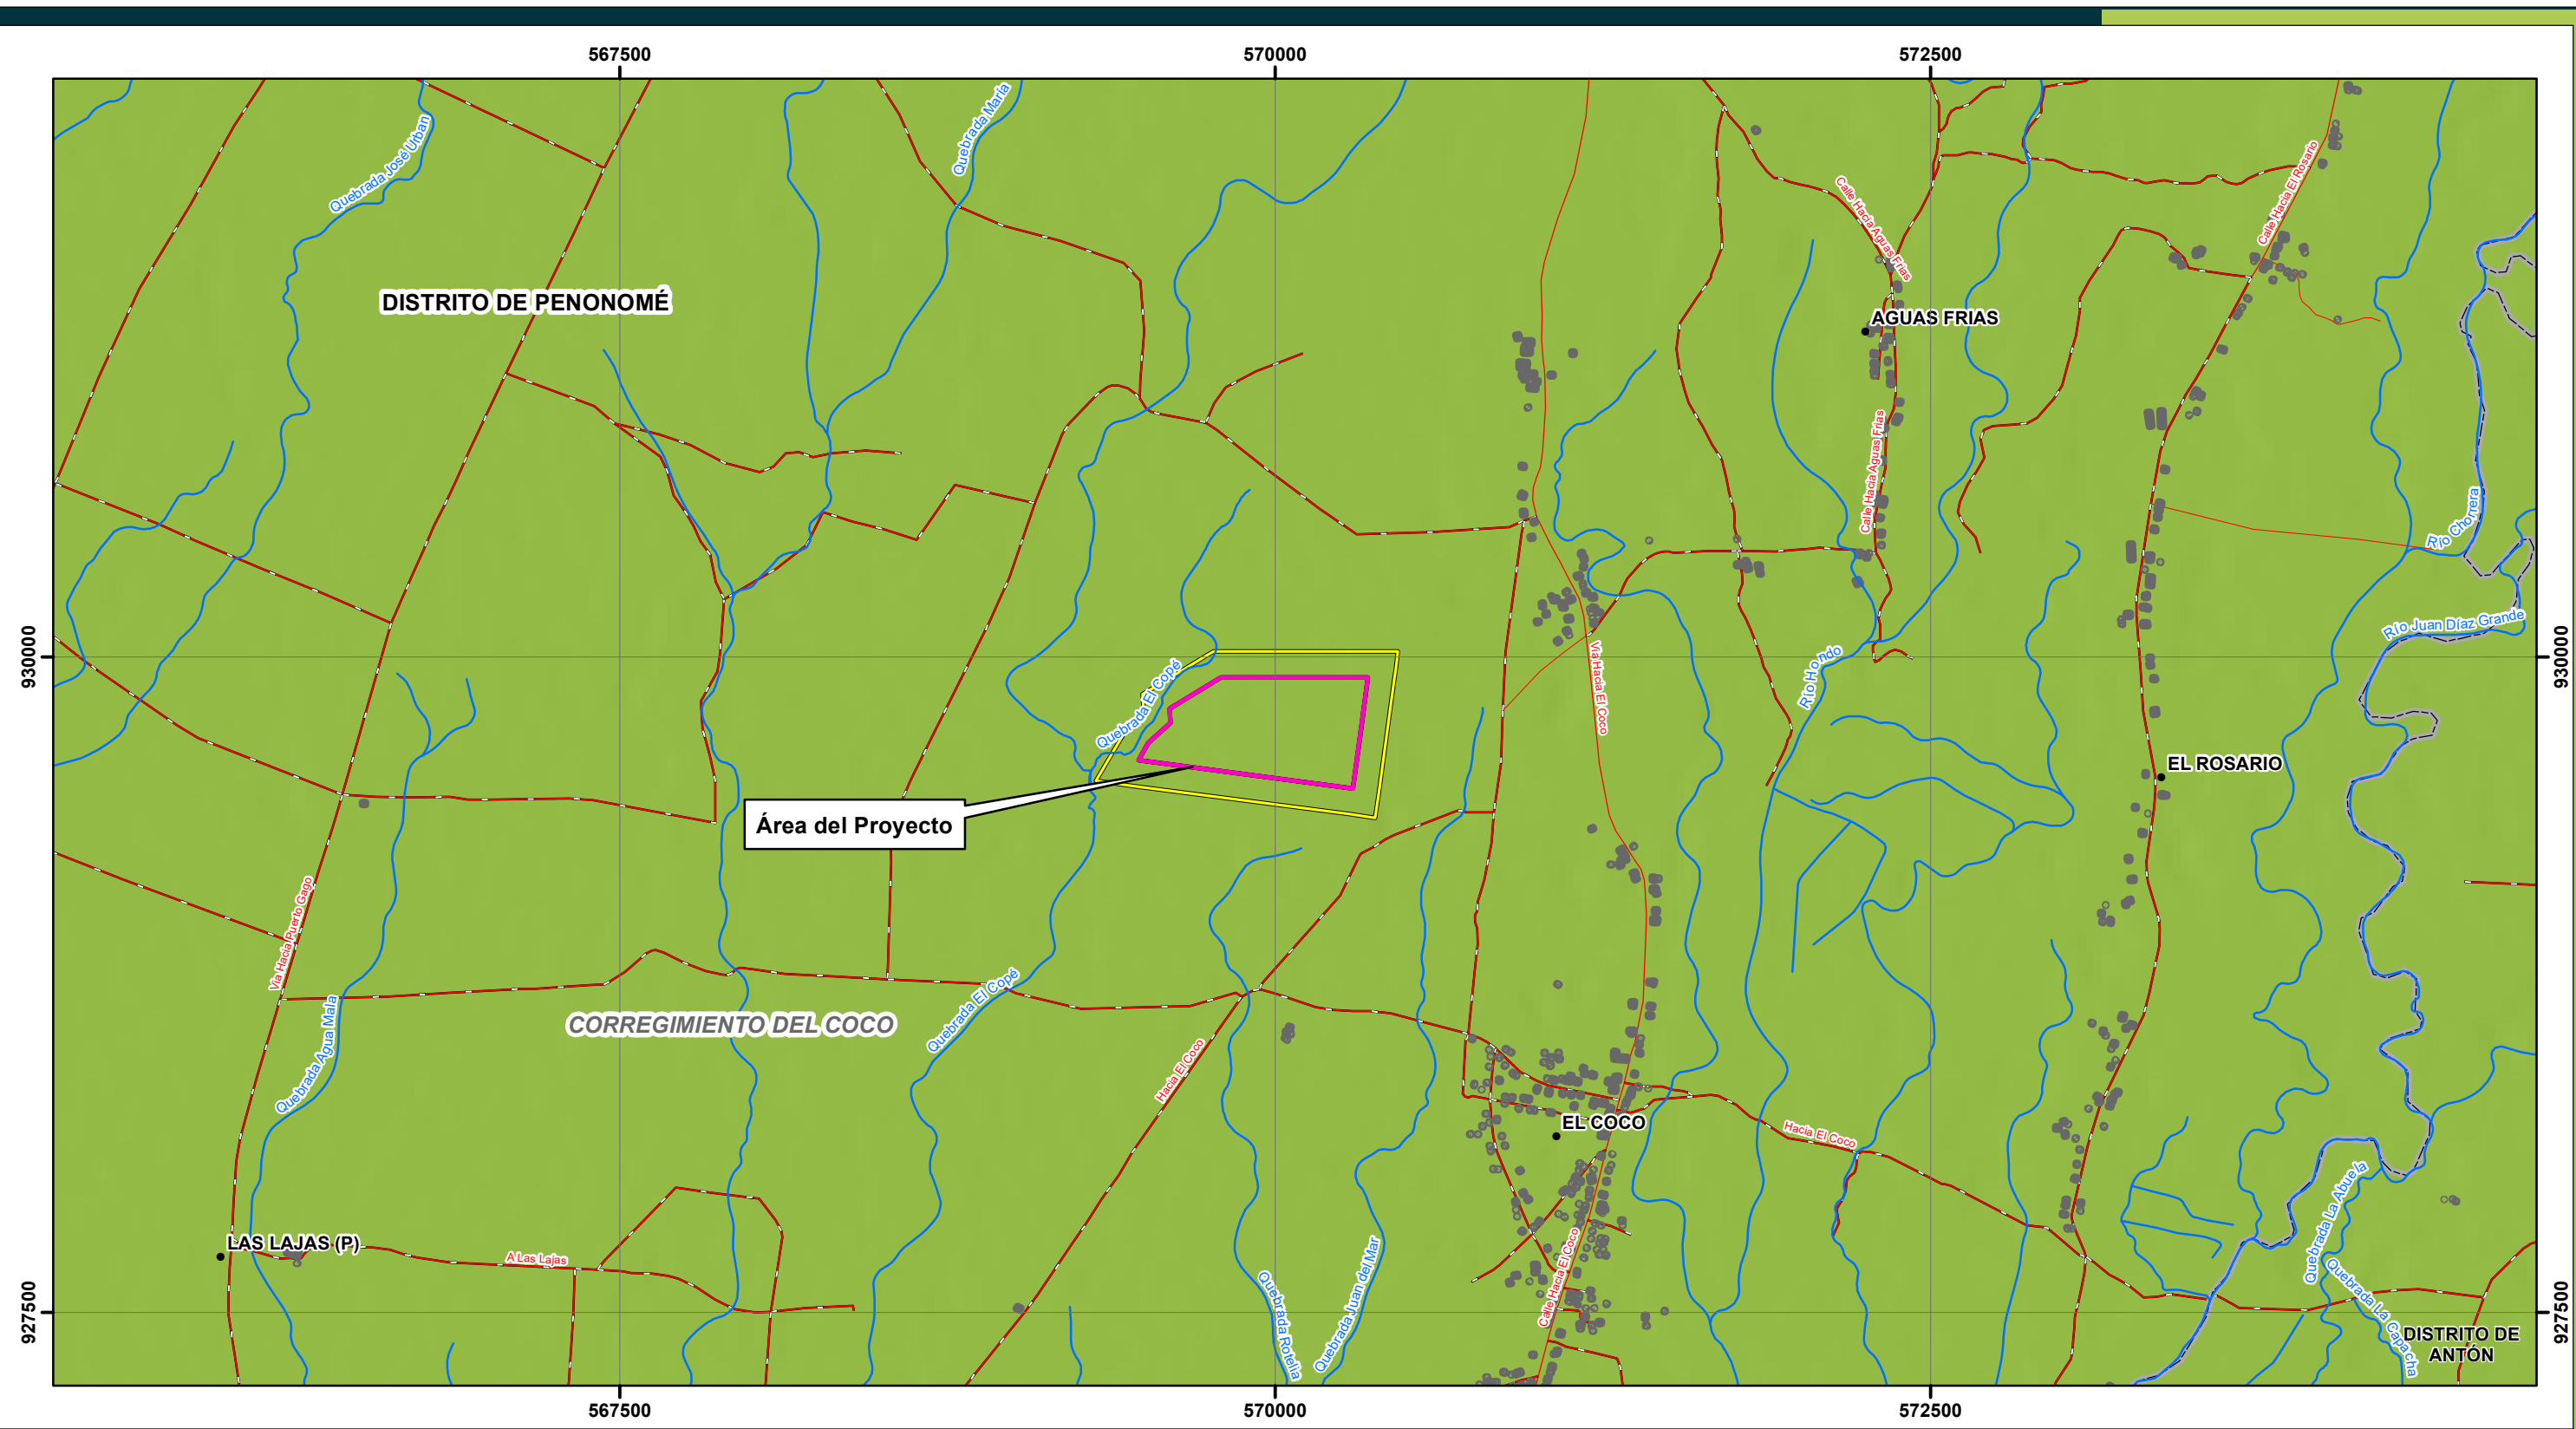 567500
570000
572500
Quebrada José Urban
Quebrada María
Calle Hacia El Rosario
Calle Hacia Aguas Frias
DISTRITO DE PENONOMÉ
AGUAS FRIAS
Calle Hacia Aguas Frias
Río Chorrera
Río Juan Díaz Grande
930000
930000
Quebrada El Copé
Vía Hacia El Coco
Río Hondo
EL ROSARIO
Área del Proyecto
Vía Hacia Puerto Gago
Quebrada Agua Mala
CORREGIMIENTO DEL COCO
Quebrada El Copé
Hacia El Coco
EL COCO
Hacia El Coco
LAS LAJAS (P)
A Las Lajas
Quebrada Rotelia
Quebrada Juan del Mar
Calle Hacia El Coco
Quebrada La Abuela
Quebrada La Capacha
927500
927500
DISTRITO DE
ANTÓN
567500
570000
572500